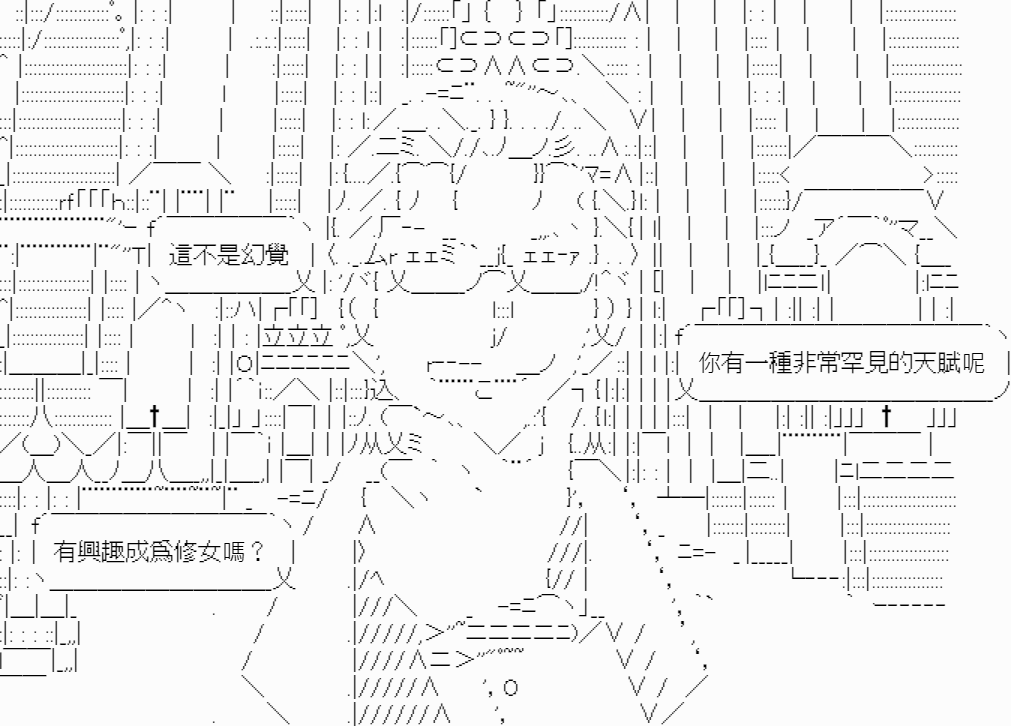 這不是幻覺
你有一種非常罕見的天賦呢
有興趣成爲修女嗎？